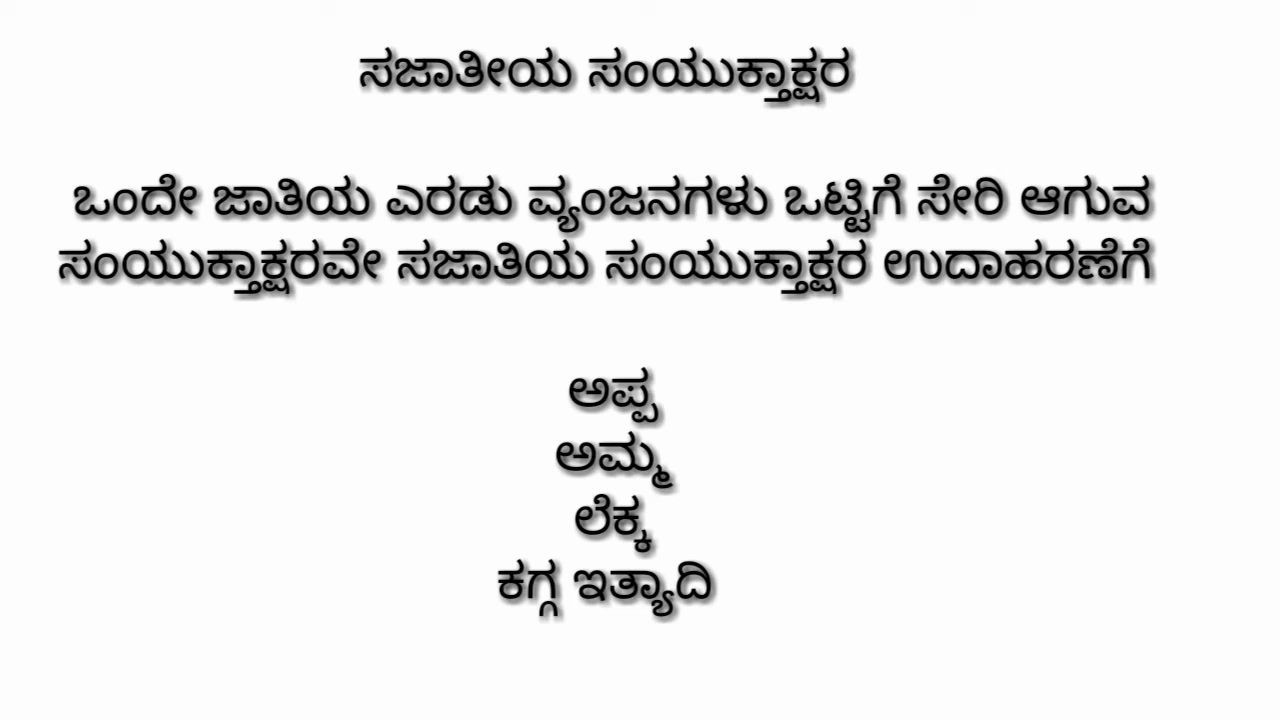 ಸಜಾತೀಯ ಸಂಯುಕ್ತಾಕ್ಷರ
ಒಂದೇ ಜಾತಿಯ ಎರಡು ವ್ಯಂಜನಗಳು ಒಟ್ಟಿಗೆ ಸೇರಿ ಆಗುವ
ಸಂಯುಕ್ತಾಕ್ಷರವೇ ಸಜಾತಿಯ ಸಂಯುಕ್ತಾಕ್ಷರ ಉದಾಹರಣೆಗೆ
ಅಪ್ಪ
ಅಮ್ಮ
ಲೆಕ್ಕ
ಕಗ್ಗ ಇತ್ಯಾದಿ